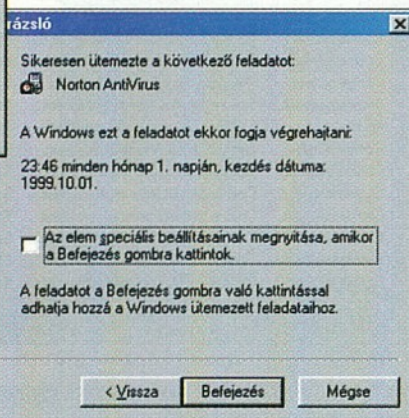 rázsló
Sikeresen ütemezte a következő feladatot:
Norton AntiVirus
A Windows ezt a feladatot ekkor fogja végrehajtani:
23:46 minden hónap 1. napján, kezdés dátuma:
1999.10.01.
Az elem speciális beállításainak megnyitása, amikor
a Befejezés gombra kattintok.
A feladatot a Befejezés gombra való kattintással
adhatja hozzá a Windows ütemezett feladataihoz.
< Vissza Befejezés Mégse